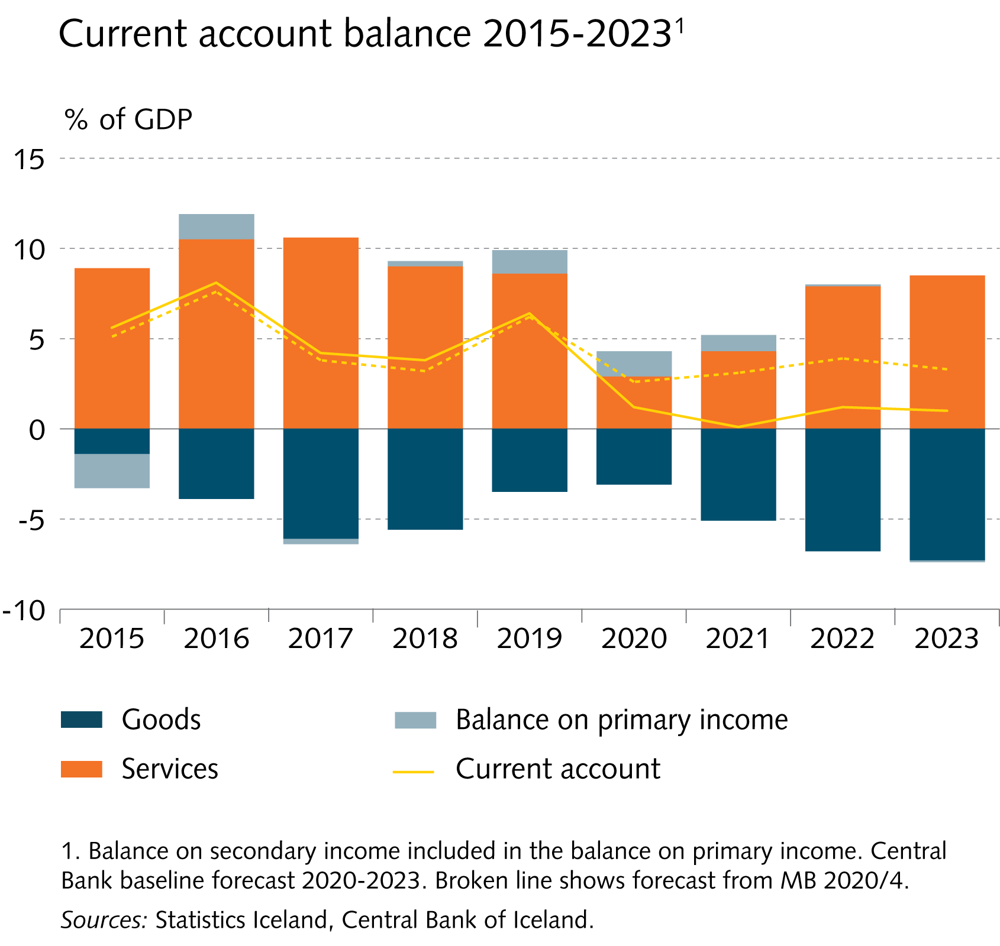 Current account balance 2015-2023¹
% of GDP
15
10
5
0
-5
-10
2015 2016 2017 2018 2019 2020 2021 2022 2023
Goods
Balance on primary income
Services
Current account
1. Balance on secondary income included in the balance on primary income. Central
Bank baseline forecast 2020-2023. Broken line shows forecast from MB 2020/4.
Sources: Statistics Iceland, Central Bank of Iceland.